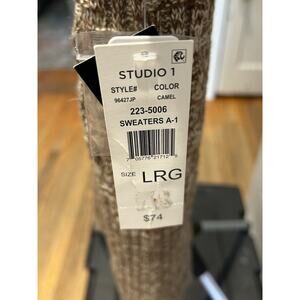 STUDIO 1
STYLE# COLOR
96427JP CAMEL
223-5006
SWEATERS A-1
SIZE LRG
$74